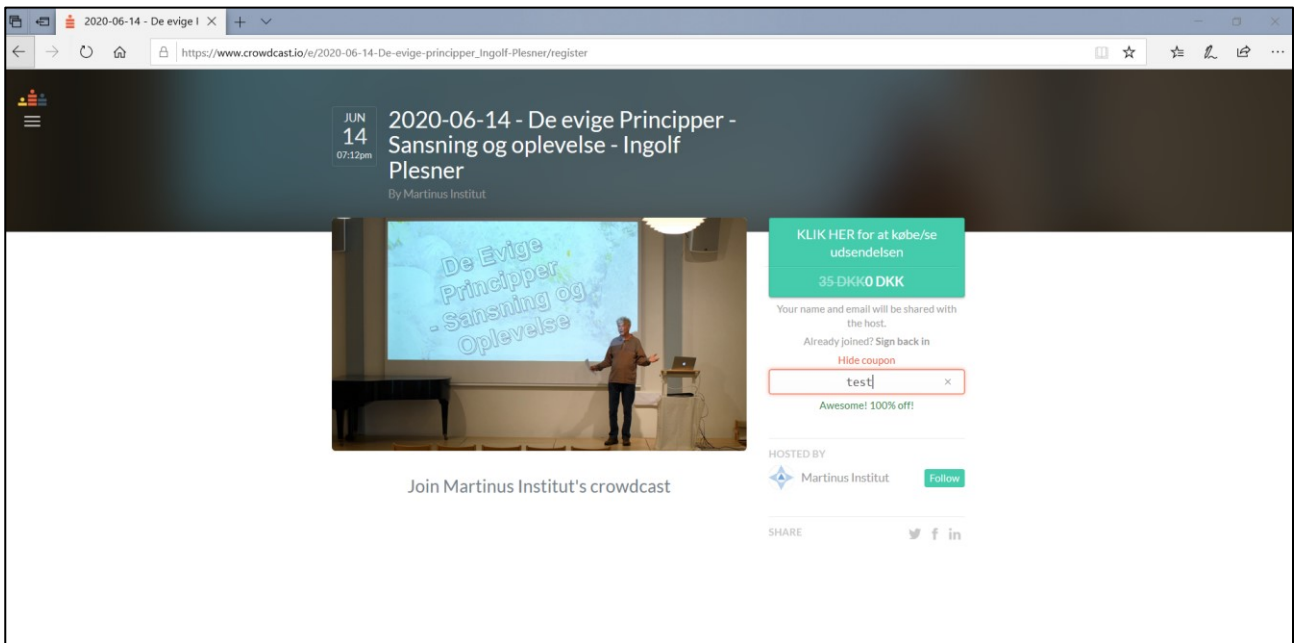 2020-06-14 - De evige I
https://www.crowdcast.io/e/2020-06-14-De-evige-principper_Ingolf-Plesner/register
JUN
14
07:12pm
2020-06-14 - De evige Principper -
Sansning og oplevelse - Ingolf
Plesner
By Martinus Institut
De Evige
Principper
- Sansning og
Oplevelse
KLIK HER for at købe/se
udsendelsen
35 DKK0 DKK
Your name and email will be shared with
the host.
Already joined? Sign back in
Hide coupon
test
Awesome! 100% off!
HOSTED BY
Martinus Institut
Follow
Join Martinus Institut's crowdcast
SHARE